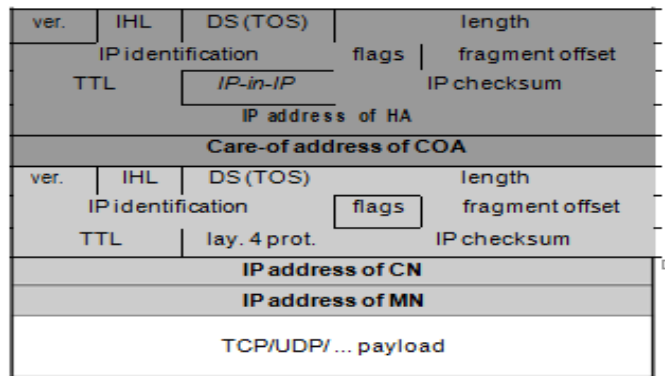 ver. IHL DS (TOS) length
IP identification flags fragment offset
TTL IP-in-IP IP checksum
IP address of HA
Care-of address of COA
ver. IHL DS (TOS) length
IP identification flags fragment offset
TTL lay. 4 prot. IP checksum
IP address of CN
IP address of MN
TCP/UDP/ ... payload